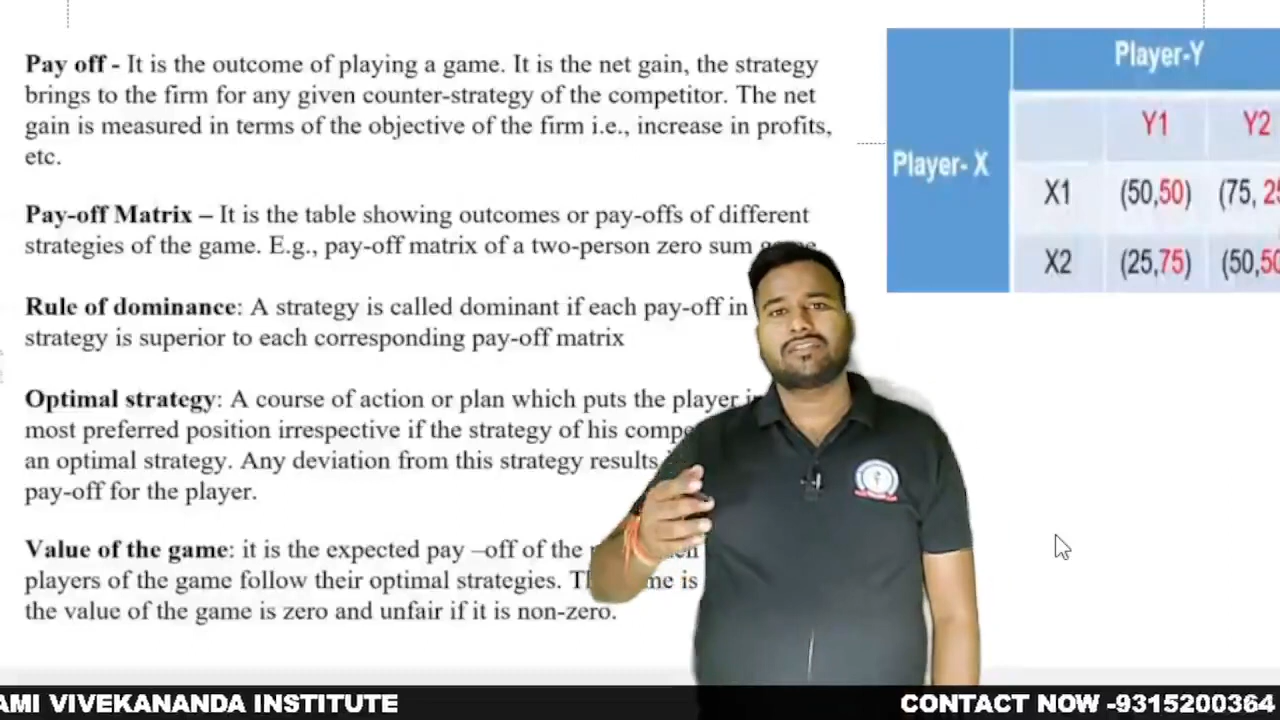 Pay off - It is the outcome of playing a game. It is the net gain, the strategy
brings to the firm for any given counter-strategy of the competitor. The net
gain is measured in terms of the objective of the firm i.e., increase in profits,
etc.
Pay-off Matrix – It is the table showing outcomes or pay-offs of different
strategies of the game. E.g., pay-off matrix of a two-person zero sum
Rule of dominance: A strategy is called dominant if each pay-off in
strategy is superior to each corresponding pay-off matrix
Optimal strategy: A course of action or plan which puts the player
most preferred position irrespective if the strategy of his
an optimal strategy. Any deviation from this strategy results
pay-off for the player.
Value of the game: it is the expected pay –off of the
players of the game follow their optimal strategies. is
the value of the game is zero and unfair if it is non-zero.
Player-Y
Y1 Y2
Player- X
X1 (50,50) (75, 25
X2 (25,75) (50,50
AMI VIVEKANANDA INSTITUTE
CONTACT NOW -9315200364